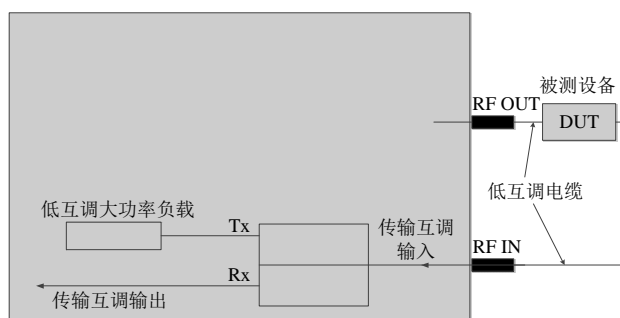 被测设备
RF OUT
DUT
低互调电缆
低互调大功率负载
Tx
传输互调
输入
RF IN
Rx
传输互调输出